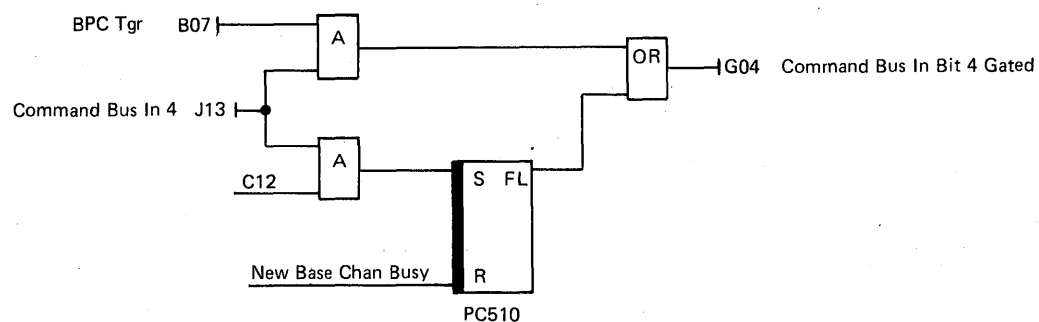 BPC Tgr B07
A
OR
G04 Command Bus In Bit 4 Gated
Command Bus In 4 J13
A
C12
S FL
New Base Chan Busy
R
PC510